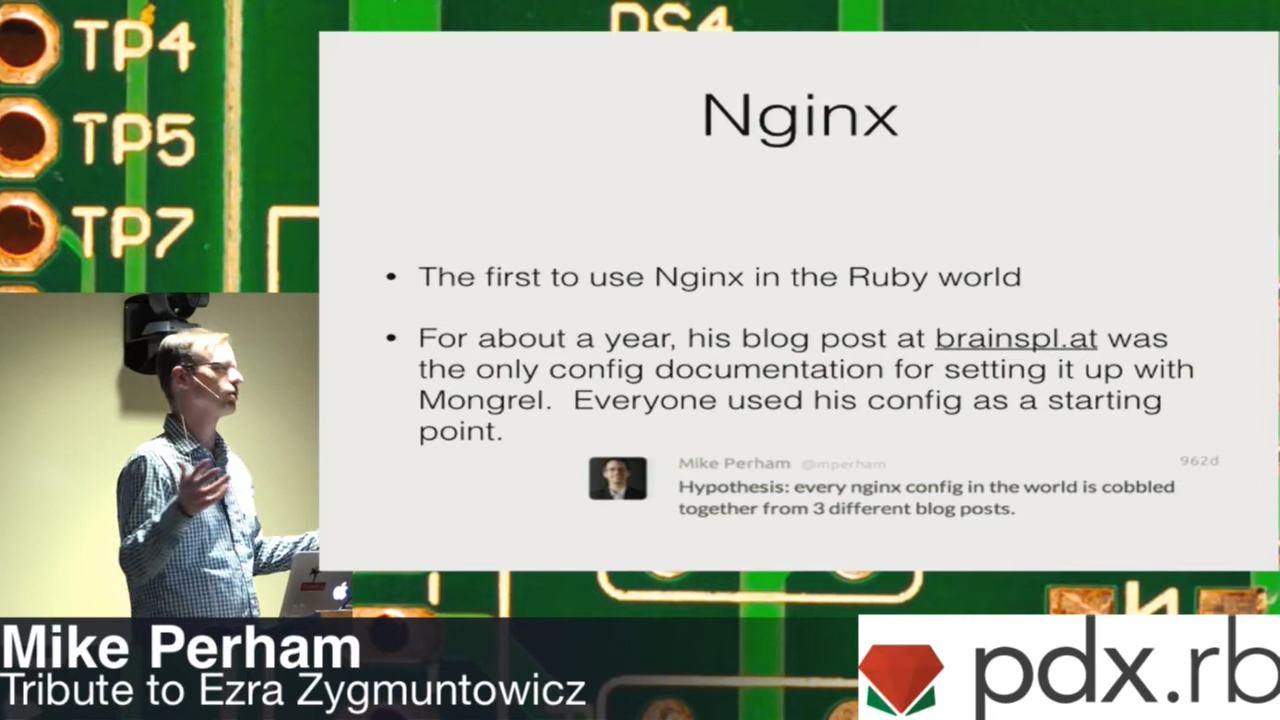 TP4
TP5
TP7
DS4
Nginx
• The first to use Nginx in the Ruby world
• For about a year, his blog post at brainspl.at was
the only config documentation for setting it up with
Mongrel.  Everyone used his config as a starting
point.
Mike Perham @mperham 962d
Hypothesis: every nginx config in the world is cobbled
together from 3 different blog posts.
Mike Perham
Tribute to Ezra Zygmuntowicz
pdx.rb